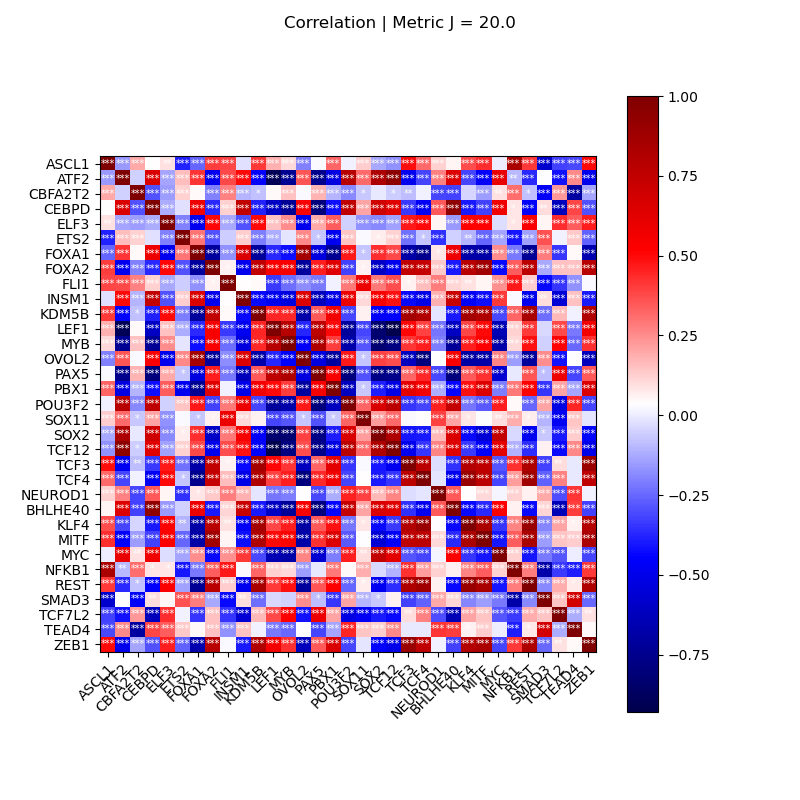 Correlation | Metric J = 20.0
ASCL1
ATF2
CBFA2T2
CEBPD
ELF3
ETS2
FOXA1
FOXA2
FLI1
INSM1
KDM5B
LEF1
MYB
OVOL2
PAX5
PBX1
POU3F2
SOX11
SOX2
TCF12
TCF3
TCF4
NEUROD1
BHLHE40
KLF4
MITF
MYC
NFKB1
REST
SMAD3
TCF7L2
TEAD4
ZEB1
ASCL1
ATF2
CBFA2T2
CEBPD
ELF3
ETS2
FOXA1
FOXA2
FLI1
INSM1
KDM5B
LEF1
MYB
OVOL2
PAX5
PBX1
POU3F2
SOX11
SOX2
TCF12
TCF3
TCF4
NEUROD1
BHLHE40
KLF4
MITF
MYC
NFKB1
REST
SMAD3
TCF7L2
TEAD4
ZEB1
1.00
0.75
0.50
0.25
0.00
−0.25
−0.50
−0.75